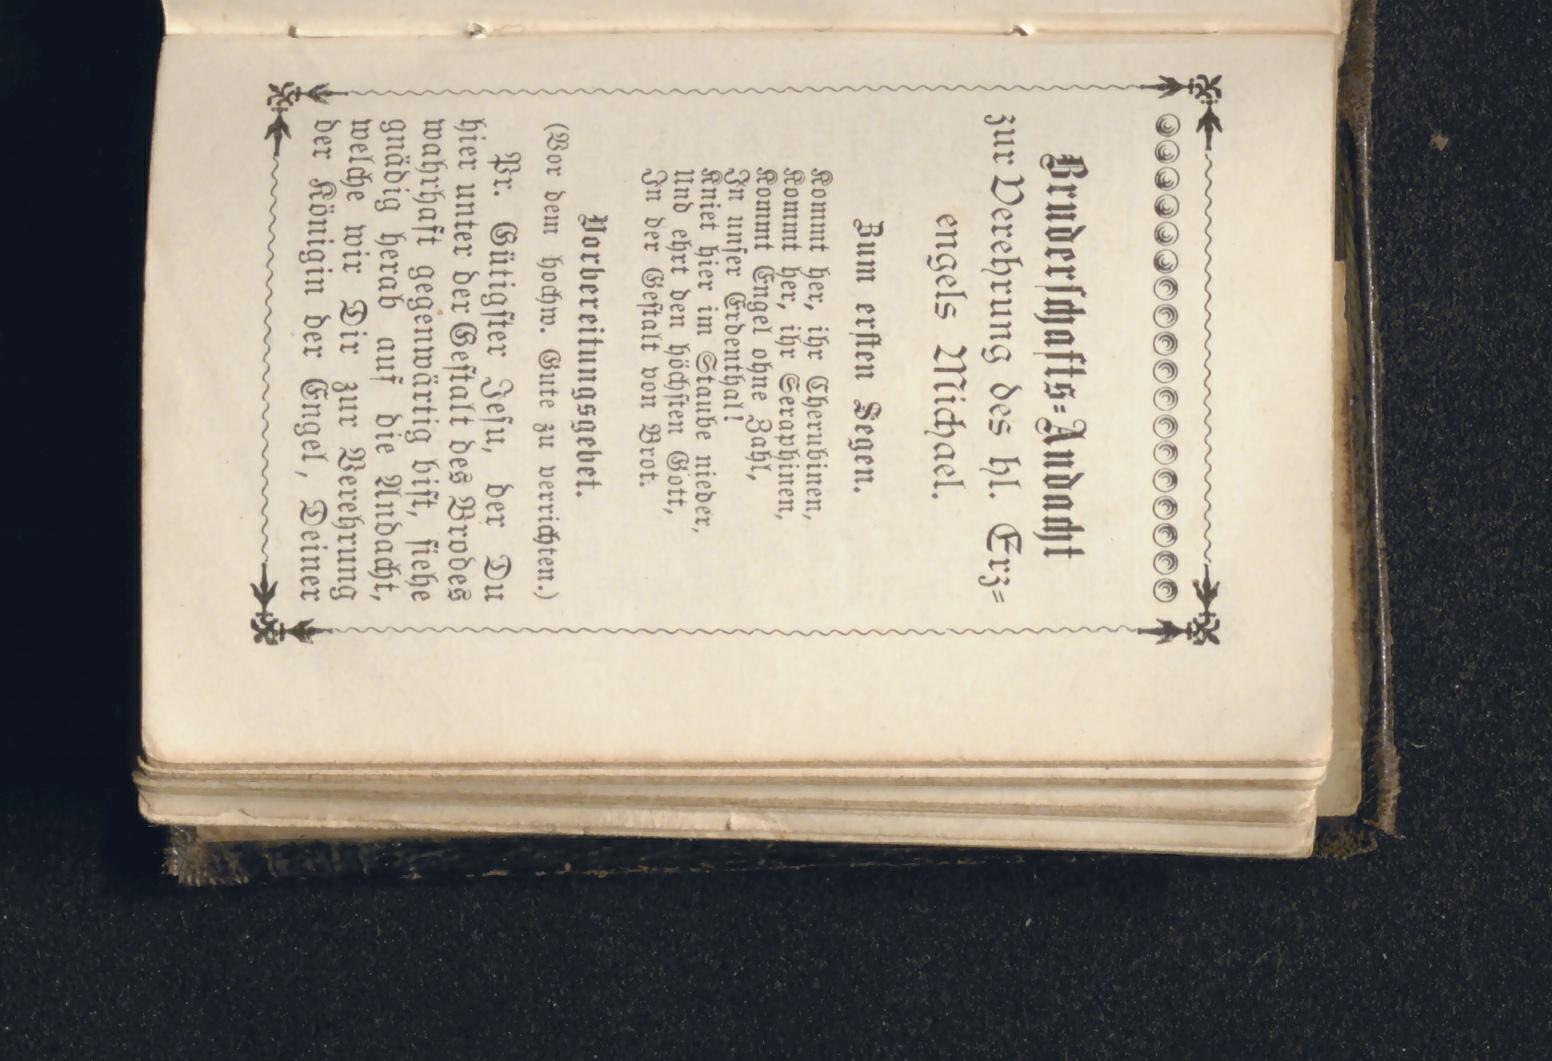 Bruderschafts-Andacht
zur Verehrung des hl. Erz-
engels Michael.
Zum ersten Segen.
Kommt her, ihr Cherubinen,
Kommt her, ihr Seraphinen,
Kommt Engel ohne Zahl,
In unser Erdenthal!
Kniet hier im Staube nieder,
Und ehrt den höchsten Gott,
In der Gestalt von Brot.
Vorbereitungsgebet.
(Vor dem hochw. Gute zu verrichten.)
Pr. Gütigster Jesu, der Du
hier unter der Gestalt des Brodes
wahrhaft gegenwärtig bist, siehe
gnädig herab auf die Andacht,
welche wir Dir zur Verehrung
der Königin der Engel, Deiner